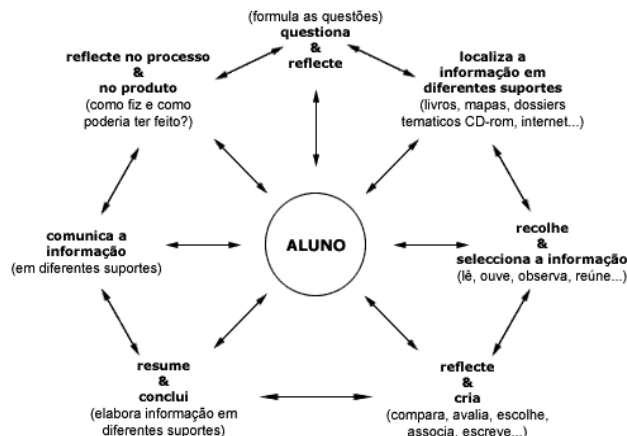 (formula as questões)
questiona
&
reflecte
localiza a
informação em
diferentes suportes
(livros, mapas, dossiers
tematicos CD-rom, internet...)
recolhe
&
selecciona a informação
(lê, ouve, observa, reúne...)
reflecte
&
cria
(compara, avalia, escolhe,
associa, escreve...)
resume
&
conclui
(elabora informação em
diferentes suportes)
comunica a
informação
(em diferentes suportes)
reflecte no processo
&
no produto
(como fiz e como
poderia ter feito?)
ALUNO